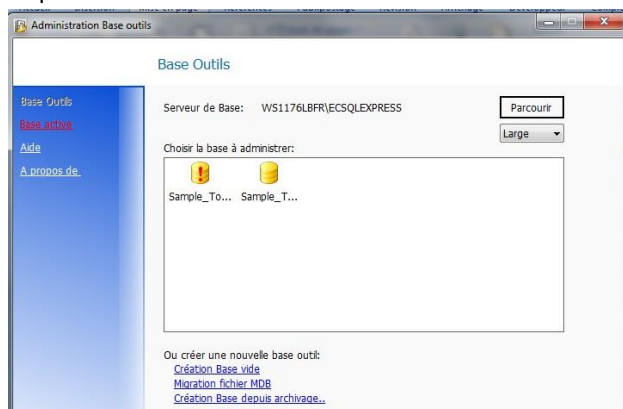 Administration Base outils
Base Outils
Base Outils
Base active
Aide
A propos de
Serveur de Base: WS1176LBFR\ECSQLEXPRESS
Parcourir
Large
Choisir la base à administrer:
Sample_To... Sample_T...
Ou créer une nouvelle base outil:
Création Base vide
Migration fichier MDB
Création Base depuis archivage..